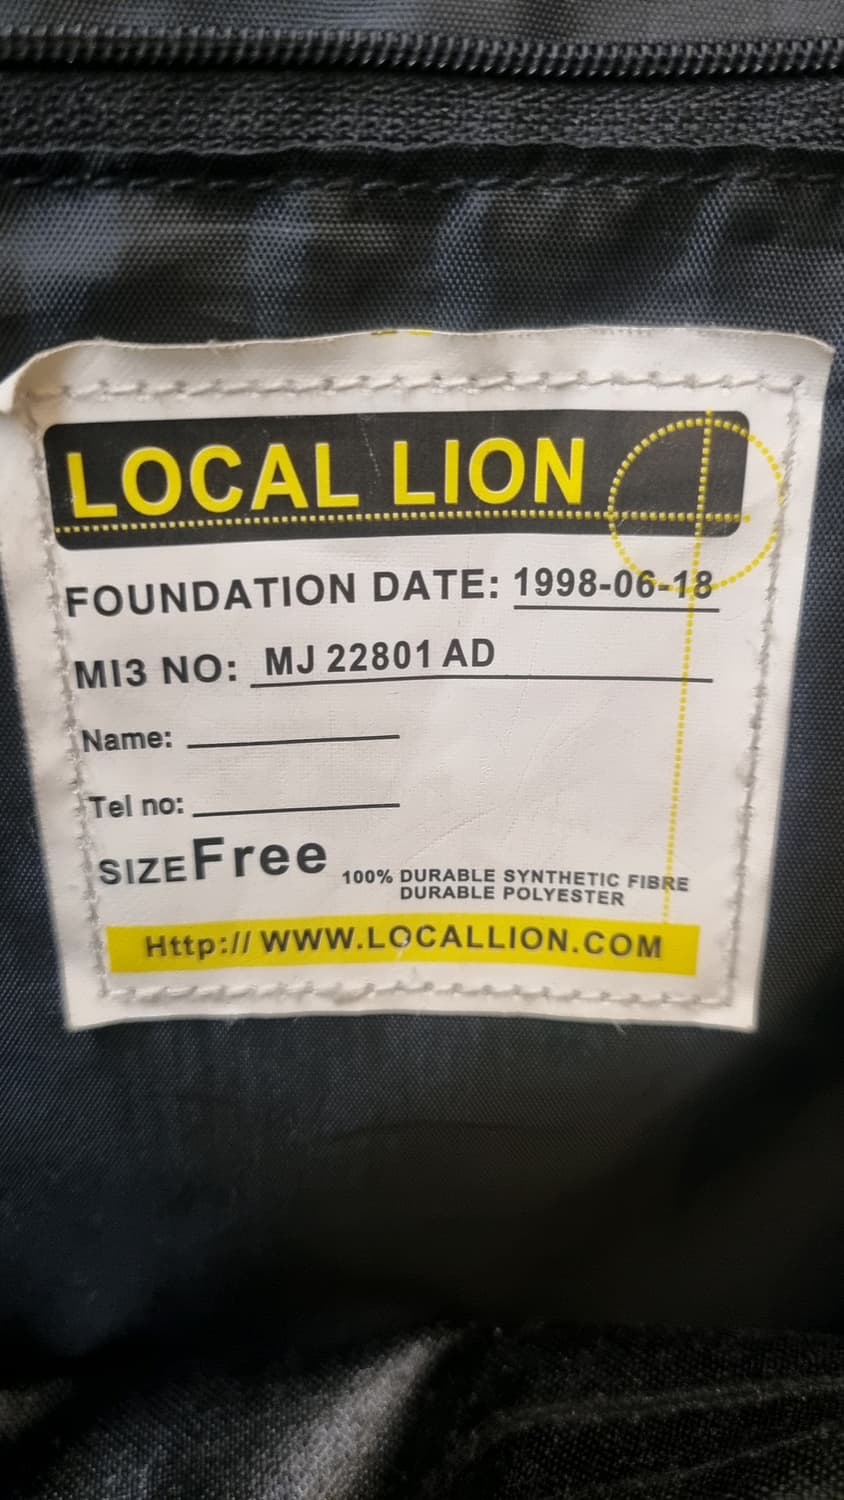 LOCAL LION
FOUNDATION DATE: 1998-06-18
MI3 NO: MJ 22801 AD
Name:
Tel no:
SIZE Free
100% DURABLE SYNTHETIC FIBRE
DURABLE POLYESTER
Http:// WWW.LOCALLION.COM